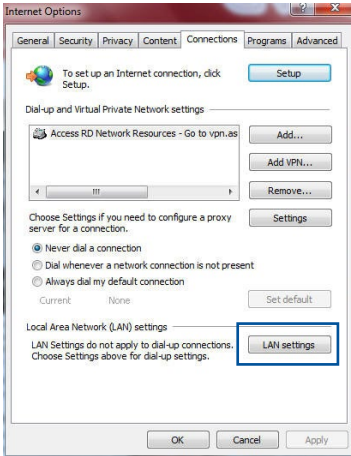 Internet Options
General Security Privacy Content Connections Programs Advanced
To set up an Internet connection, click
Setup.
Setup
Dial-up and Virtual Private Network settings
Access RD Network Resources - Go to vpn.as
Add...
Add VPN...
Remove...
Choose Settings if you need to configure a proxy
server for a connection.
Settings
Never dial a connection
Dial whenever a network connection is not present
Always dial my default connection
Current None
Set default
Local Area Network (LAN) settings
LAN Settings do not apply to dial-up connections.
Choose Settings above for dial-up settings.
LAN settings
OK Cancel Apply